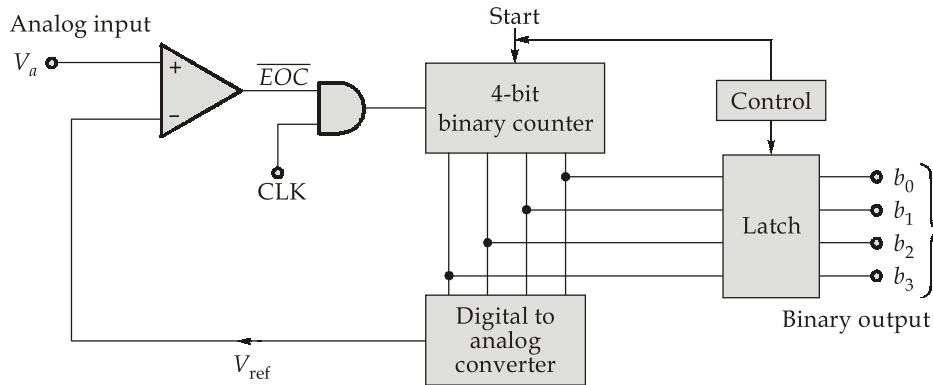 Analog input
Start
V_a
+
−
\overline{EOC}
CLK
4-bit
binary counter
Control
Latch
b_0
b_1
b_2
b_3
Binary output
Digital to
analog
converter
V_ref